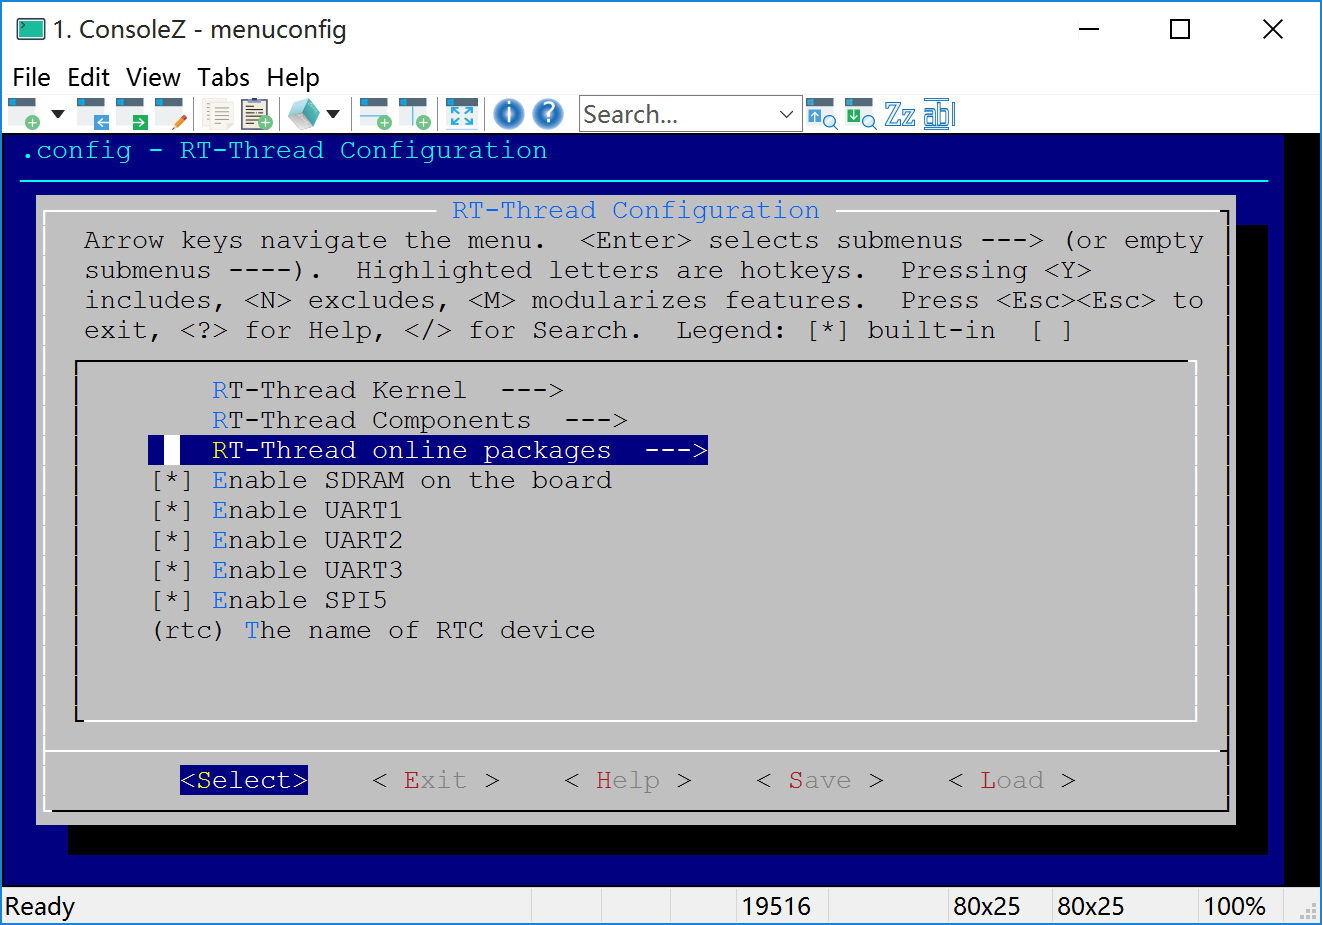 1. ConsoleZ - menuconfig
File Edit View Tabs Help
Search...
.config - RT-Thread Configuration
RT-Thread Configuration
Arrow keys navigate the menu.  <Enter> selects submenus ---> (or empty
submenus ----).  Highlighted letters are hotkeys.  Pressing <Y>
includes, <N> excludes, <M> modularizes features.  Press <Esc><Esc> to
exit, <?> for Help, </> for Search.  Legend: [*] built-in  [ ]
RT-Thread Kernel  --->
RT-Thread Components  --->
RT-Thread online packages  --->
[*] Enable SDRAM on the board
[*] Enable UART1
[*] Enable UART2
[*] Enable UART3
[*] Enable SPI5
(rtc) The name of RTC device
<Select>    < Exit >    < Help >    < Save >    < Load >
Ready 19516 80x25 80x25 100%